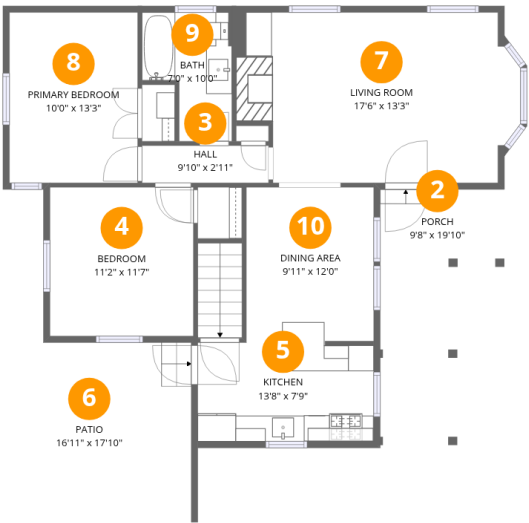 9
BATH
7'0" x 10'0"
8
PRIMARY BEDROOM
10'0" x 13'3"
7
LIVING ROOM
17'6" x 13'3"
3
HALL
9'10" x 2'11"
2
PORCH
9'8" x 19'10"
4
BEDROOM
11'2" x 11'7"
10
DINING AREA
9'11" x 12'0"
5
KITCHEN
13'8" x 7'9"
6
PATIO
16'11" x 17'10"